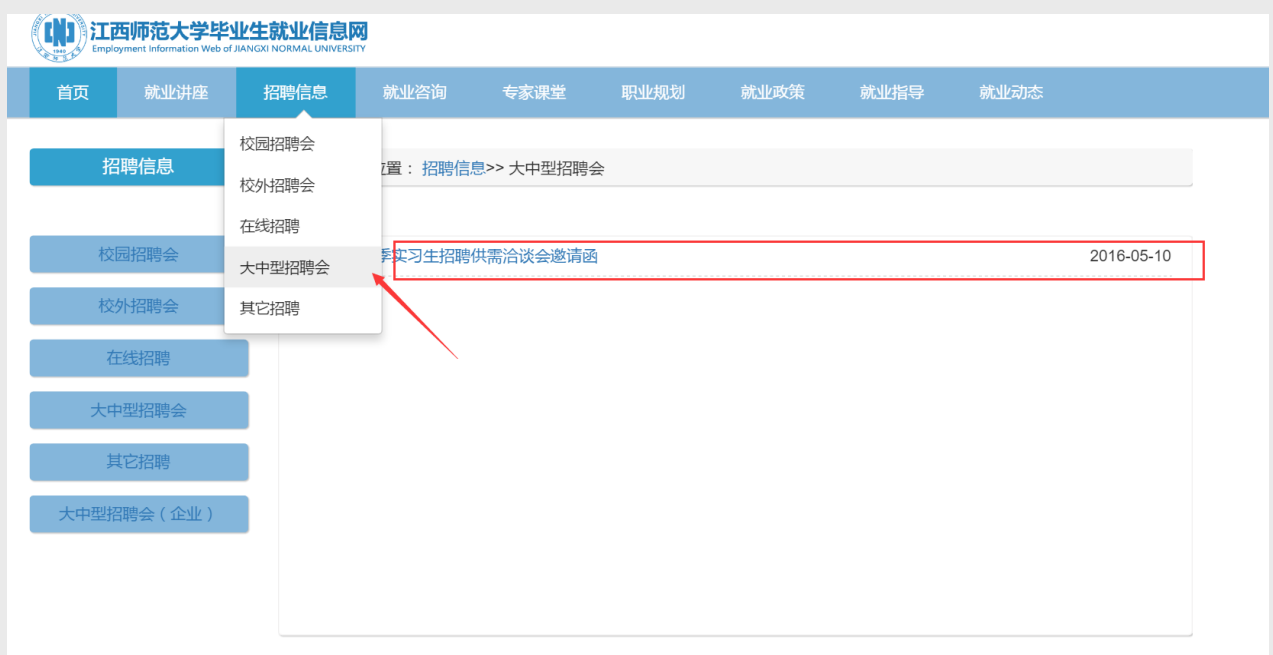 江西师范大学毕业生就业信息网
Employment Information Web of JIANGXI NORMAL UNIVERSITY
首页 就业讲座 招聘信息 就业咨询 专家课堂 职业规划 就业政策 就业指导 就业动态
校园招聘会
校外招聘会
在线招聘
大中型招聘会
其它招聘
招聘信息
位置： 招聘信息>> 大中型招聘会
校园招聘会
校外招聘会
在线招聘
大中型招聘会
其它招聘
大中型招聘会（企业）
季实习生招聘供需洽谈会邀请函 2016-05-10